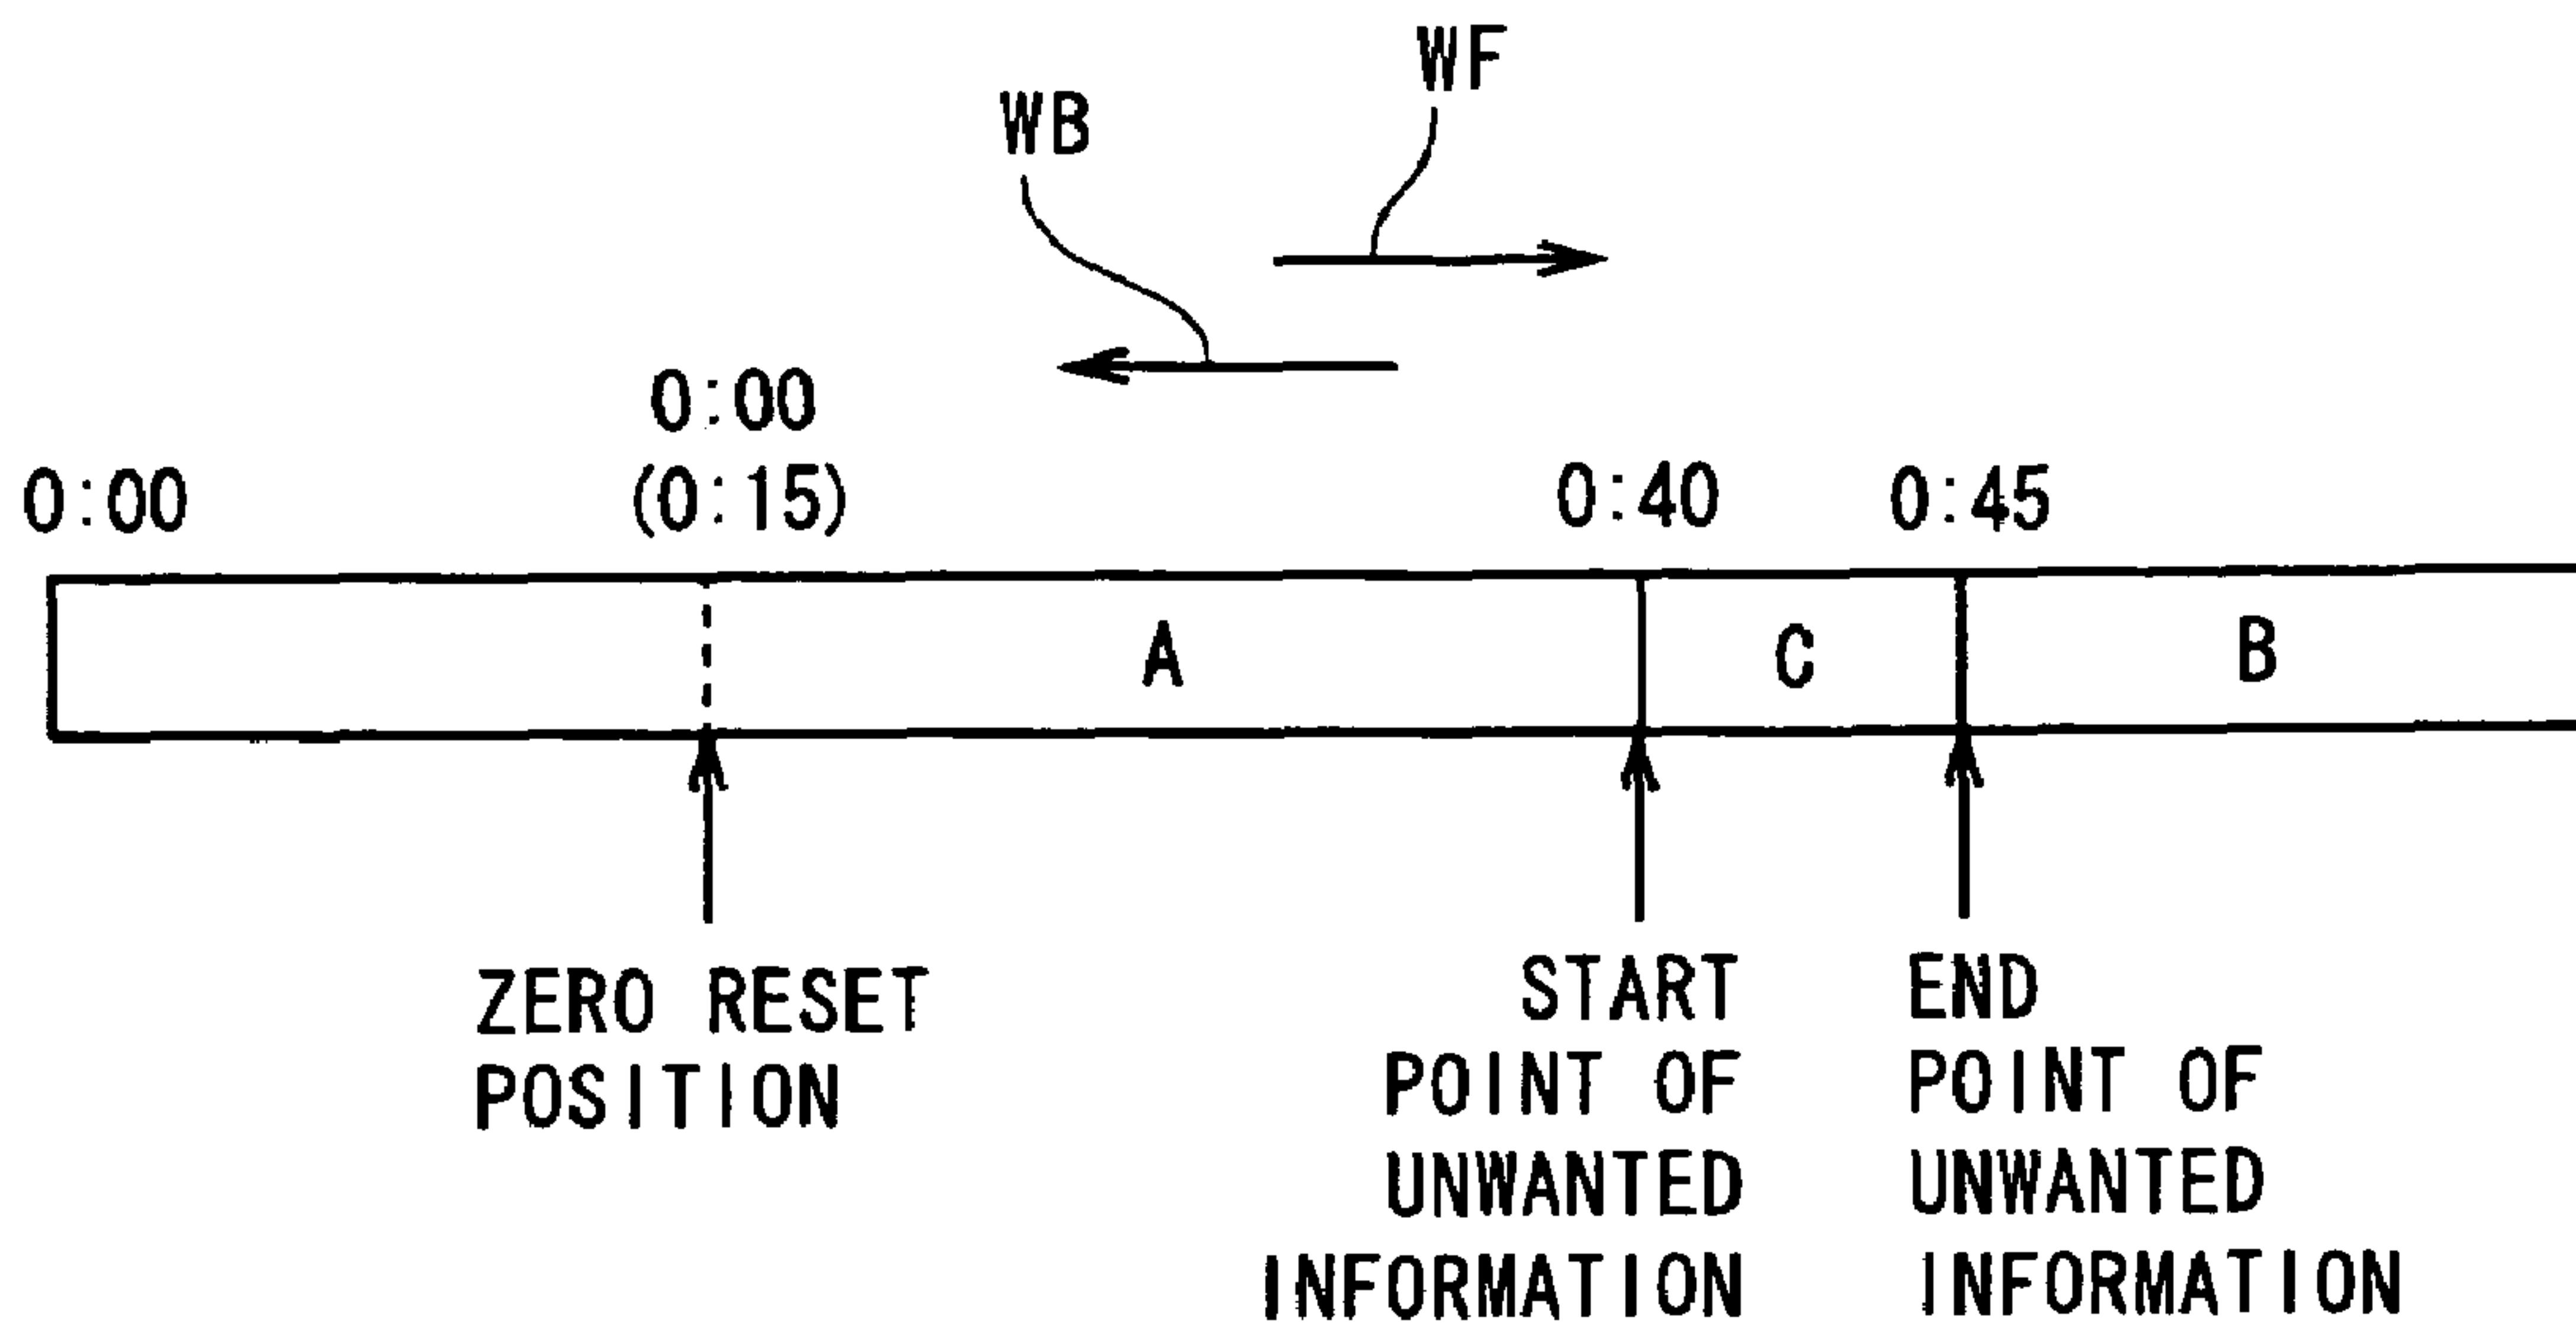 WF
WB
0:00
0:00
(0:15)
0:40
0:45
A
C
B
ZERO RESET
POSITION
START
POINT OF
UNWANTED
INFORMATION
END
POINT OF
UNWANTED
INFORMATION